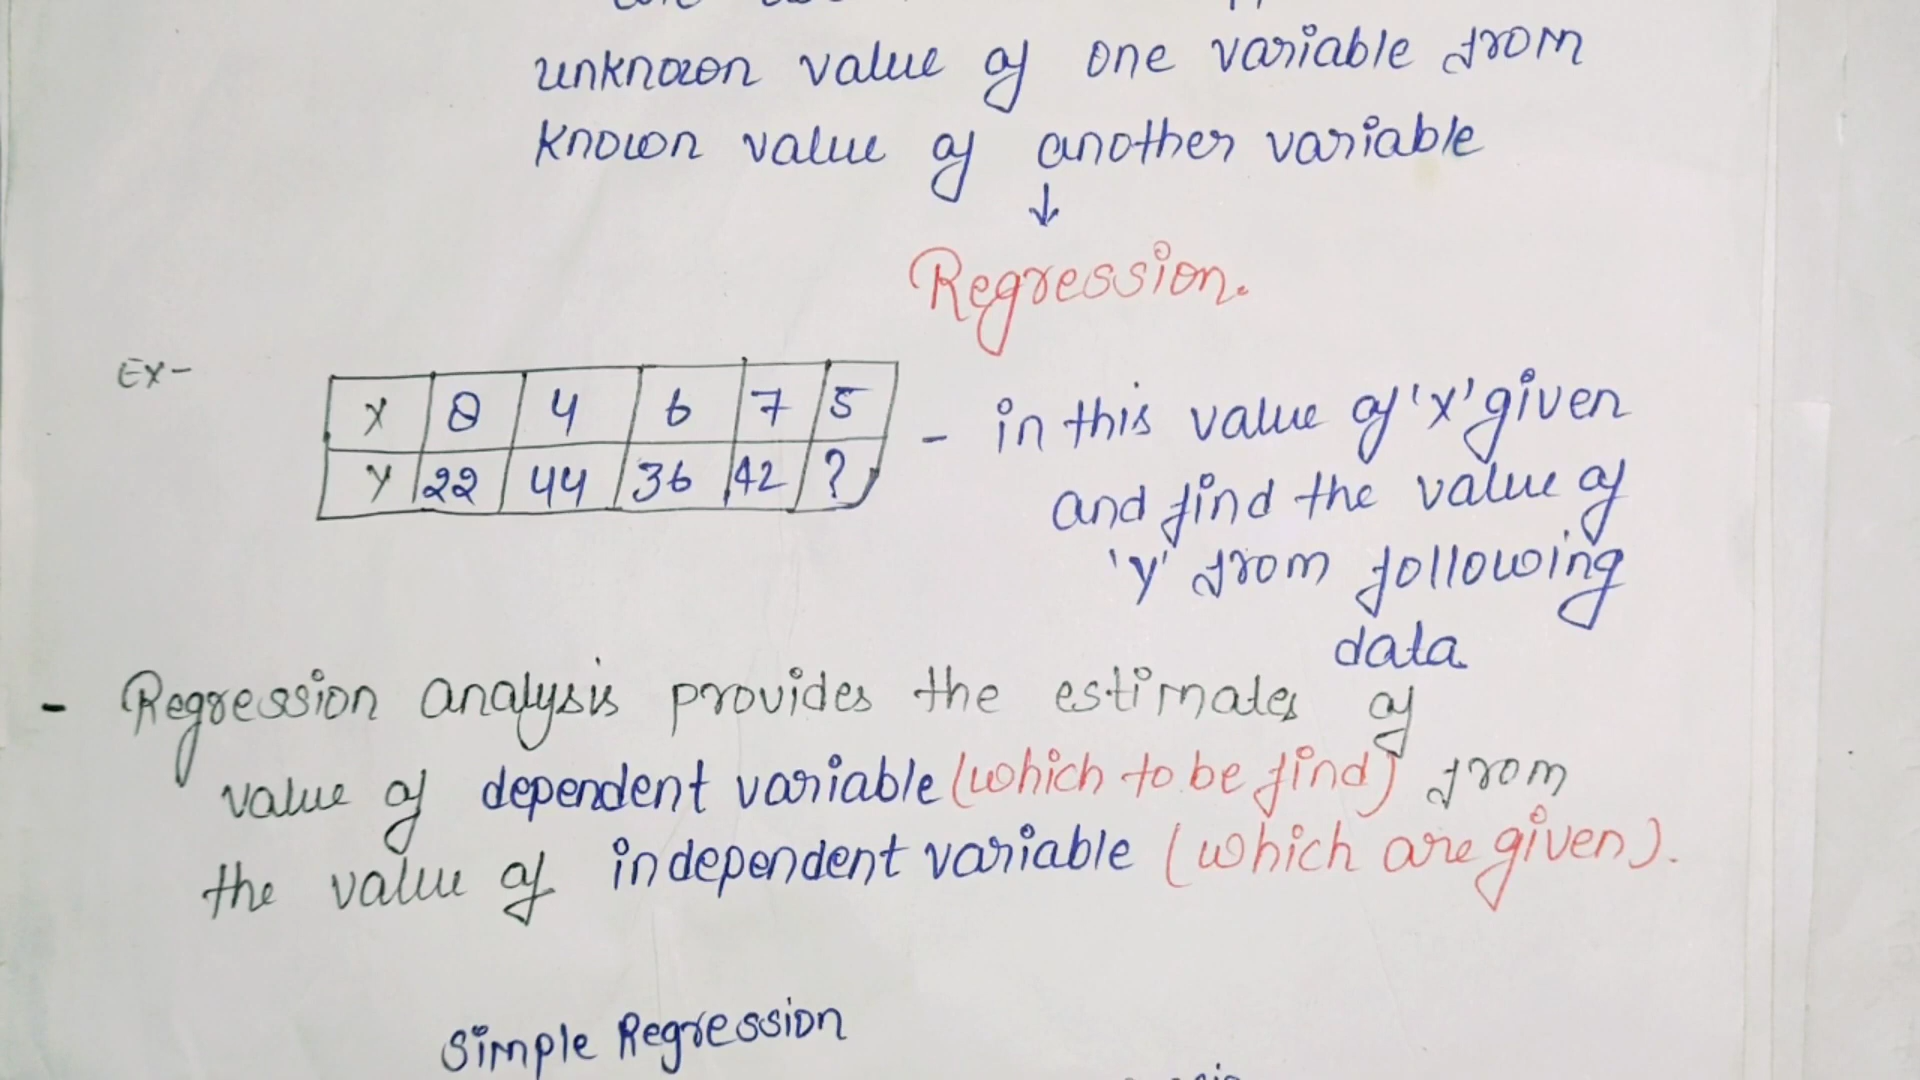 unknown value of one variable from
known value of another variable
↓
Regression.
EX-
X 8 4 6 7 5
Y 22 44 36 42 ?
- in this value of 'x' given
and find the value of
'y' from following
data
- Regression analysis provides the estimates of
value of dependent variable (which to be find) from
the value of independent variable (which are given).
Simple Regression